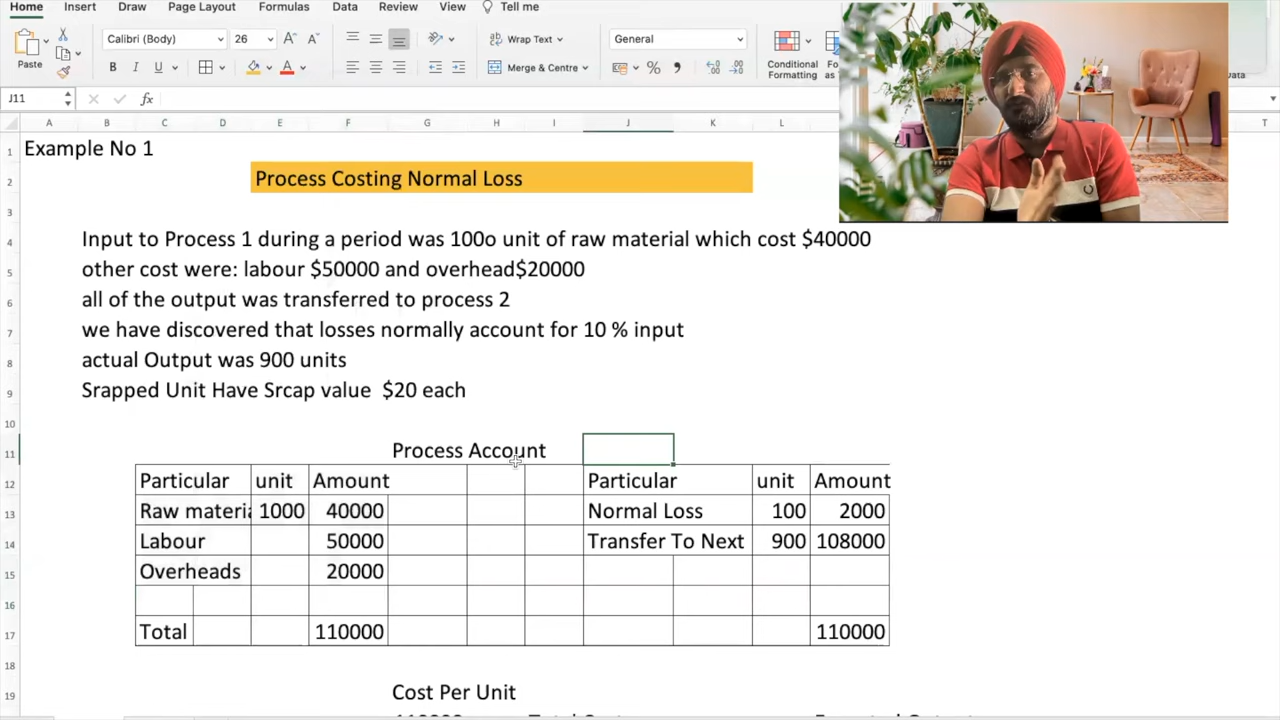 Home Insert Draw Page Layout Formulas Data Review View Tell me
Paste
Calibri (Body) 26 A A
B I U A
Wrap Text
Merge & Centre
General
% 
Conditional
Formatting
J11 fx
A B C D E F G H I J K L T
1 Example No 1
2 Process Costing Normal Loss
3
4 Input to Process 1 during a period was 100o unit of raw material which cost $40000
5 other cost were: labour $50000 and overhead$20000
6 all of the output was transferred to process 2
7 we have discovered that losses normally account for 10 % input
8 actual Output was 900 units
9 Srapped Unit Have Srcap value $20 each
10
11 Process Account
12 Particular unit Amount Particular unit Amount
13 Raw materia 1000 40000 Normal Loss 100 2000
14 Labour 50000 Transfer To Next 900 108000
15 Overheads 20000
16
17 Total 110000 110000
18
19 Cost Per Unit